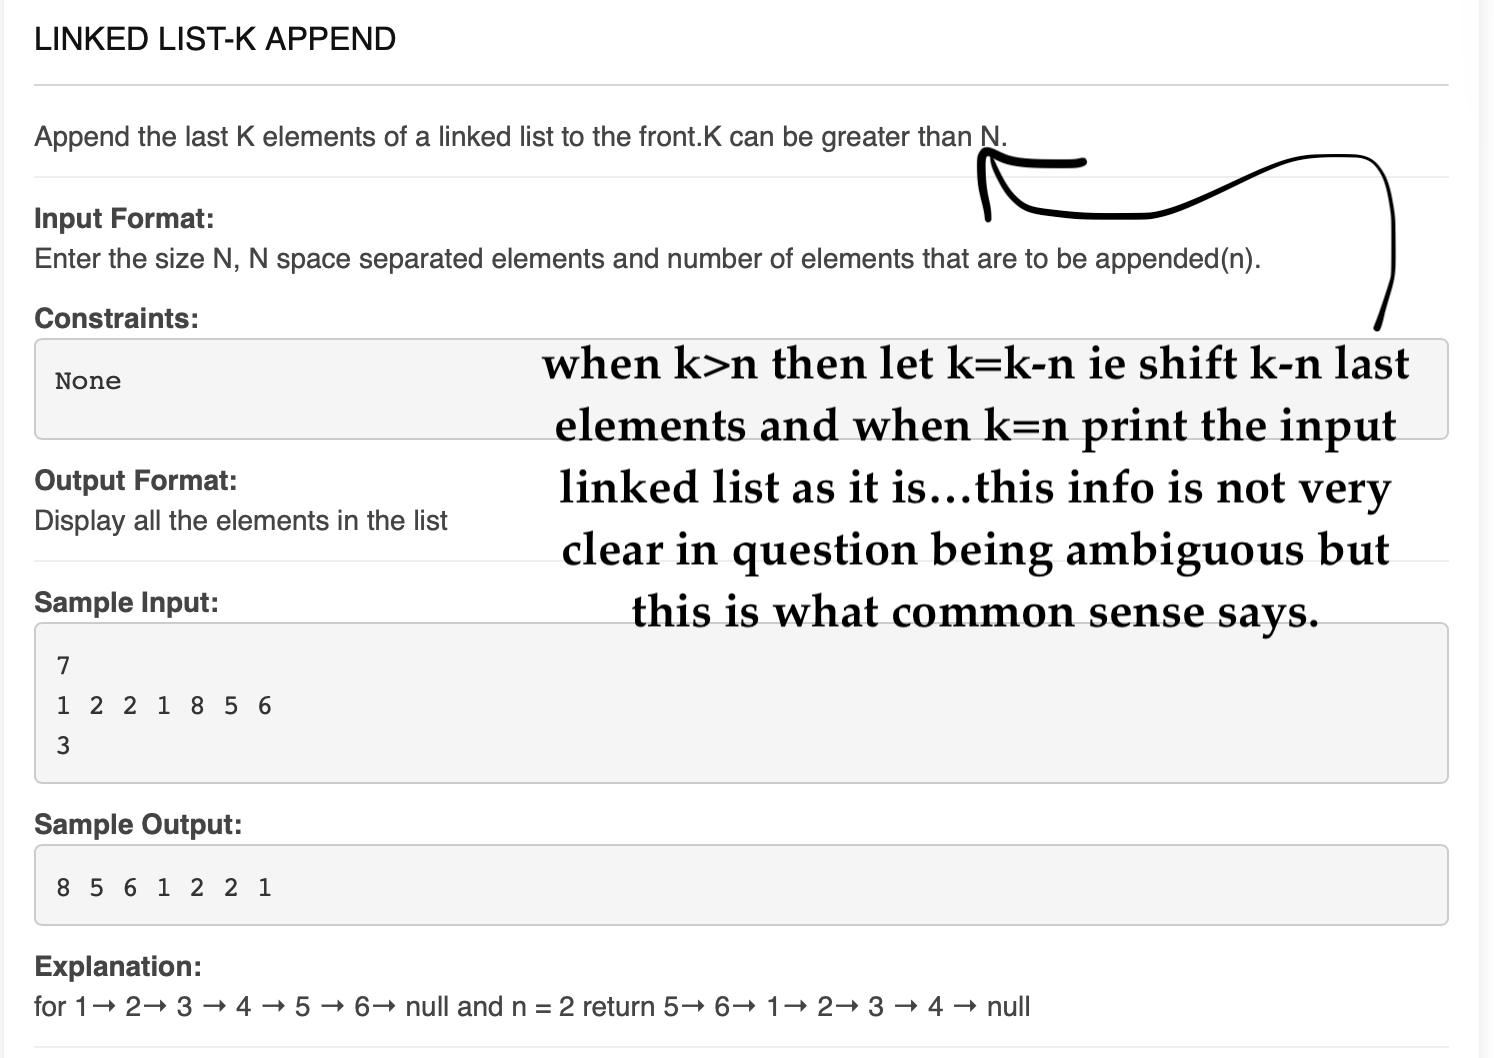 LINKED LIST-K APPEND
Append the last K elements of a linked list to the front.K can be greater than N.
Input Format:
Enter the size N, N space separated elements and number of elements that are to be appended(n).
Constraints:
None
when k>n then let k=k-n ie shift k-n last
elements and when k=n print the input
linked list as it is...this info is not very
clear in question being ambiguous but
this is what common sense says.
Output Format:
Display all the elements in the list
Sample Input:
7
1 2 2 1 8 5 6
3
Sample Output:
8 5 6 1 2 2 1
Explanation:
for 1→ 2→ 3 → 4 → 5 → 6→ null and n = 2 return 5→ 6→ 1→ 2→ 3 → 4 → null